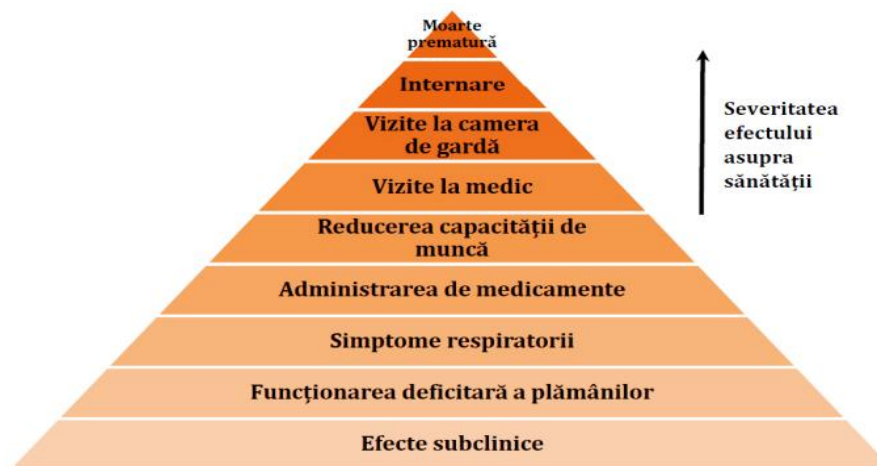 Moarte
prematură
Internare
Vizite la camera
de gardă
Vizite la medic
Reducerea capacității de
muncă
Administrarea de medicamente
Simptome respiratorii
Funcționarea deficitară a plămânilor
Efecte subclinice
Severitatea
efectului
asupra
sănătății